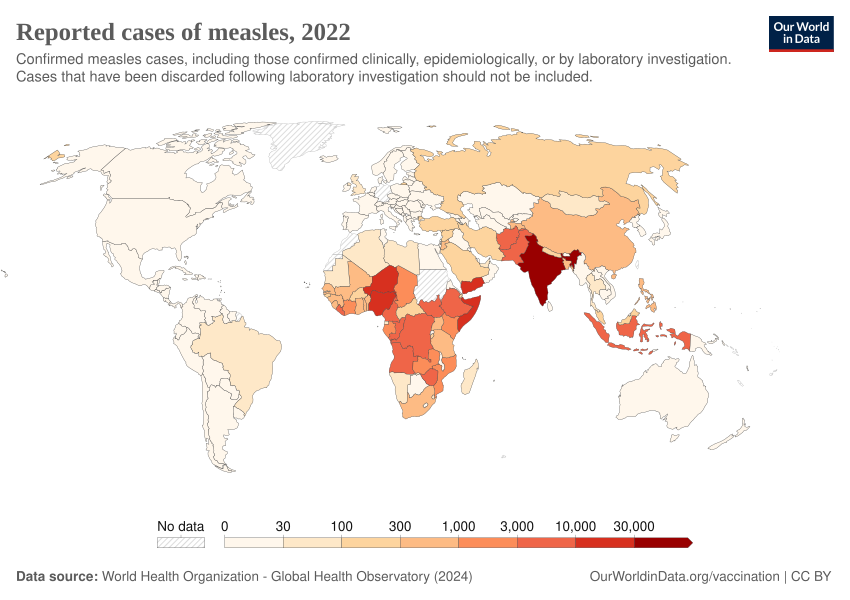 Reported cases of measles, 2022
Our World
in Data
Confirmed measles cases, including those confirmed clinically, epidemiologically, or by laboratory investigation.
Cases that have been discarded following laboratory investigation should not be included.
No data 0 30 100 300 1,000 3,000 10,000 30,000
Data source: World Health Organization - Global Health Observatory (2024)
OurWorldinData.org/vaccination | CC BY